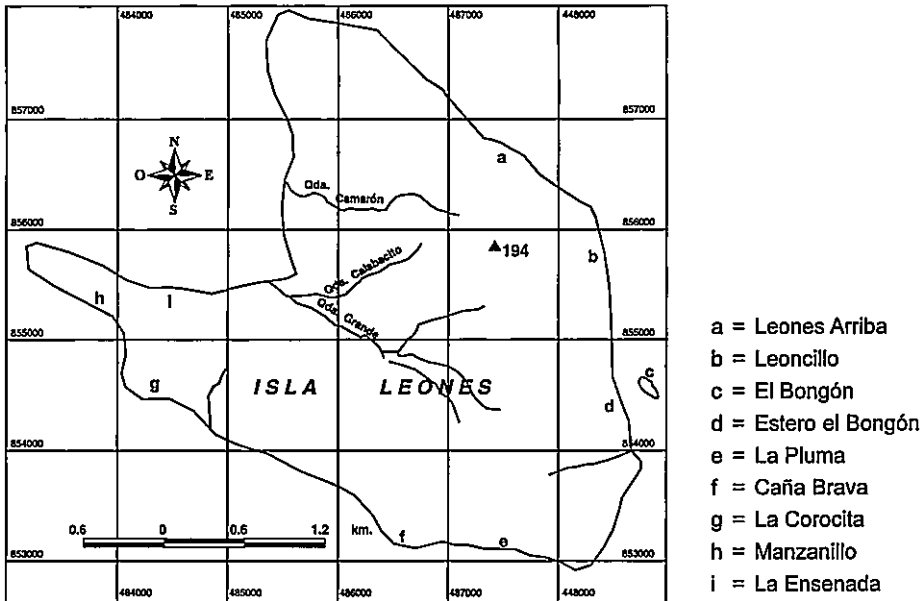 484000 485000 486000 487000 448000
857000 857000
a
N
O E
S
Qda. Camarón
856000 856000
194
b
Qda. Calabacito
h
I
Qda. Grande
855000 855000
g
ISLA LEONES
c
d
854000 854000
0.6 0 0.6 1.2 km.
f
e
853000 853000
484000 485000 486000 487000 448000
a = Leones Arriba
b = Leoncillo
c = El Bongón
d = Estero el Bongón
e = La Pluma
f = Caña Brava
g = La Corocita
h = Manzanillo
i = La Ensenada